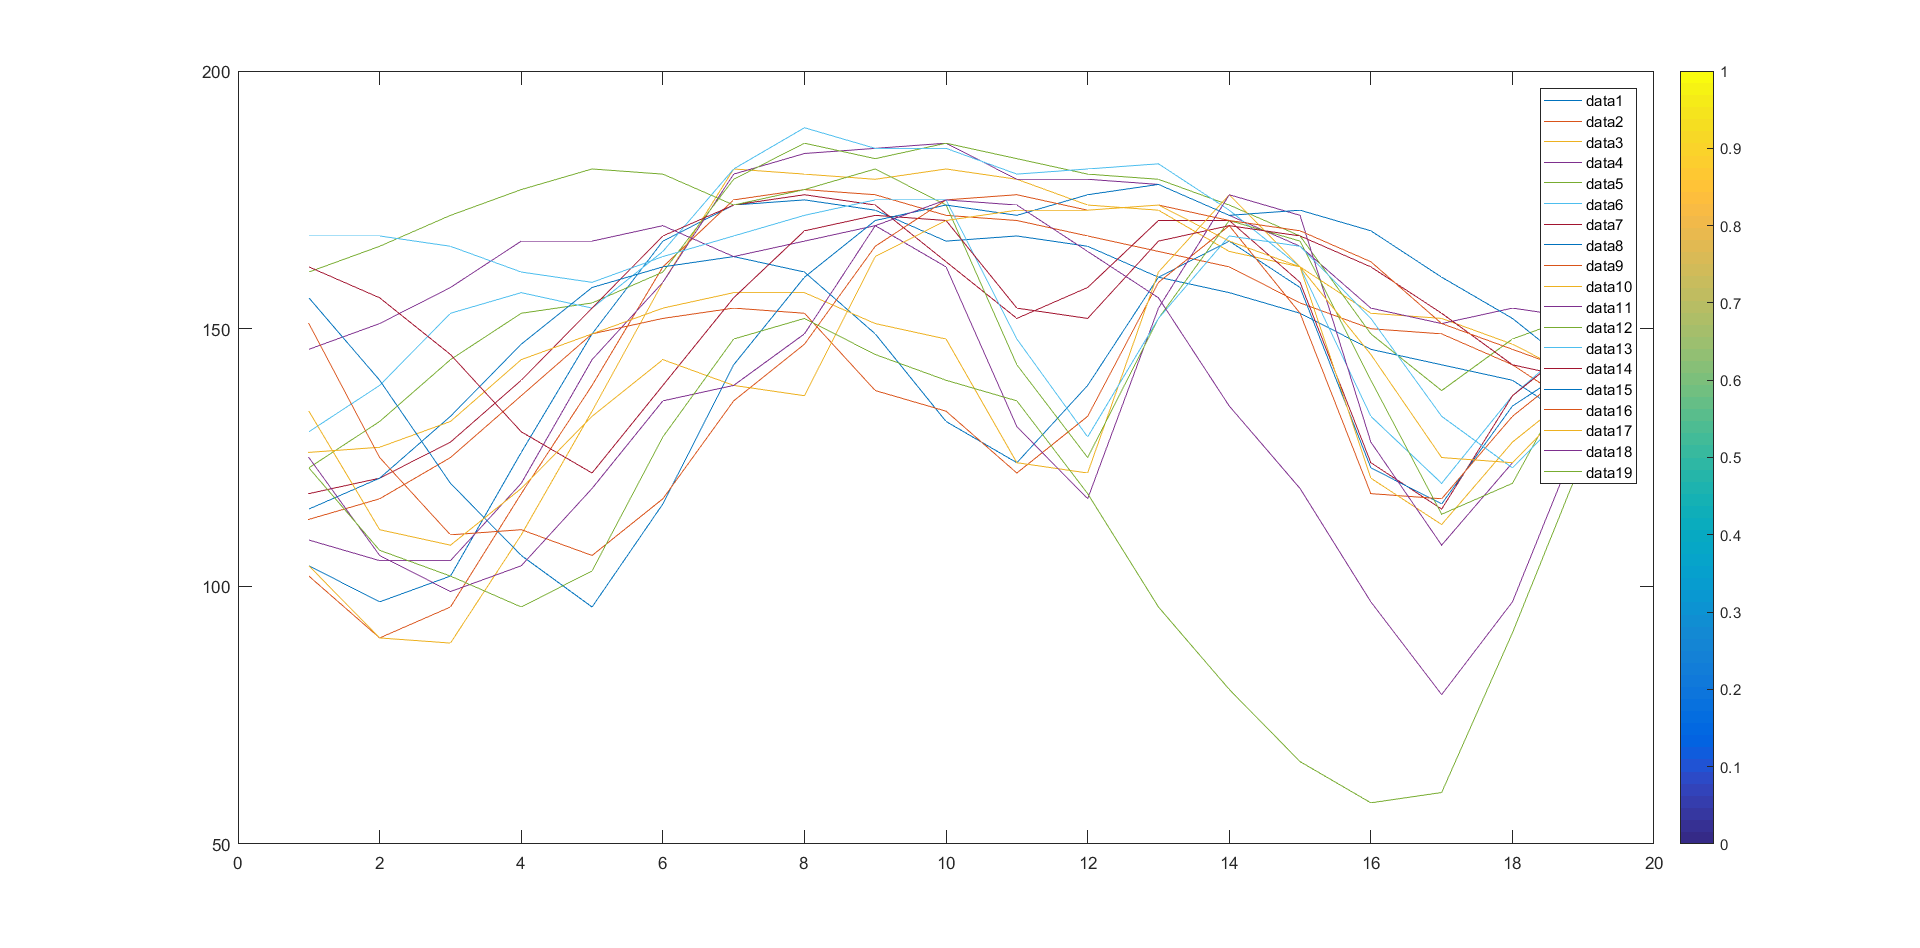 200
150
100
50
0 2 4 6 8 10 12 14 16 18 20
data1
data2
data3
data4
data5
data6
data7
data8
data9
data10
data11
data12
data13
data14
data15
data16
data17
data18
data19
1
0.9
0.8
0.7
0.6
0.5
0.4
0.3
0.2
0.1
0